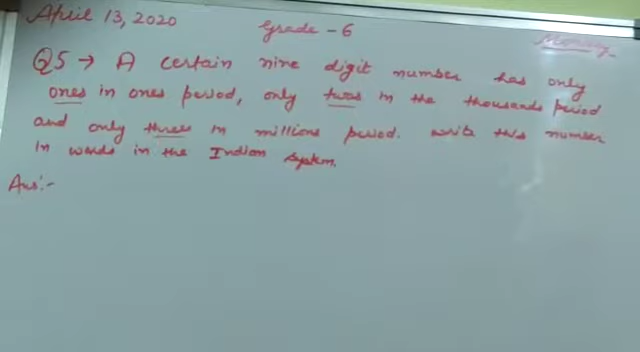 April 13, 2020
Grade - 6
Monday
Q5 → A certain nine digit number has only
ones in ones period, only twos in the thousands period
and only threes in millions period. Write this number
in words in the Indian System.
Ans:-